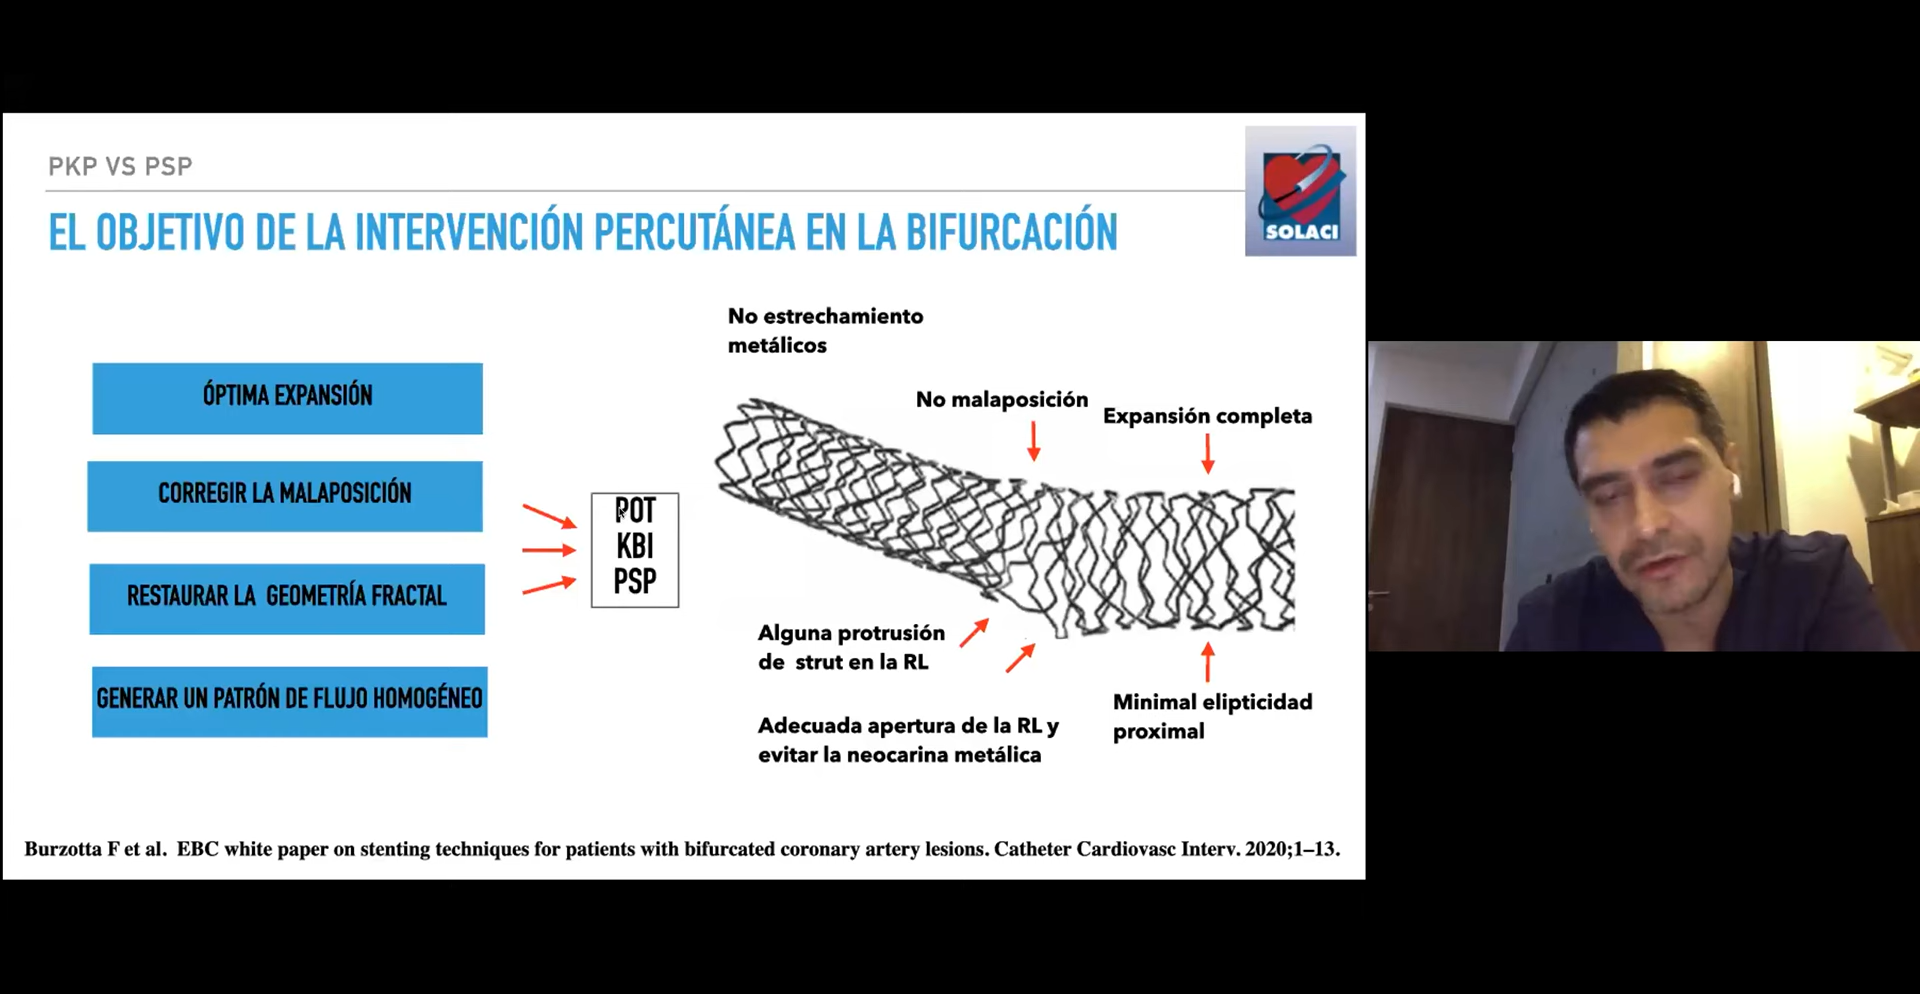 PKP VS PSP
SOLACI
EL OBJETIVO DE LA INTERVENCIÓN PERCUTÁNEA EN LA BIFURCACIÓN
ÓPTIMA EXPANSIÓN
CORREGIR LA MALAPOSICIÓN
RESTAURAR LA GEOMETRÍA FRACTAL
GENERAR UN PATRÓN DE FLUJO HOMOGÉNEO
POT
KBI
PSP
No estrechamiento
metálicos
No malaposición
Expansión completa
Alguna protrusión
de strut en la RL
Adecuada apertura de la RL y
evitar la neocarina metálica
Minimal elipticidad
proximal
Burzotta F et al. EBC white paper on stenting techniques for patients with bifurcated coronary artery lesions. Catheter Cardiovasc Interv. 2020;1–13.